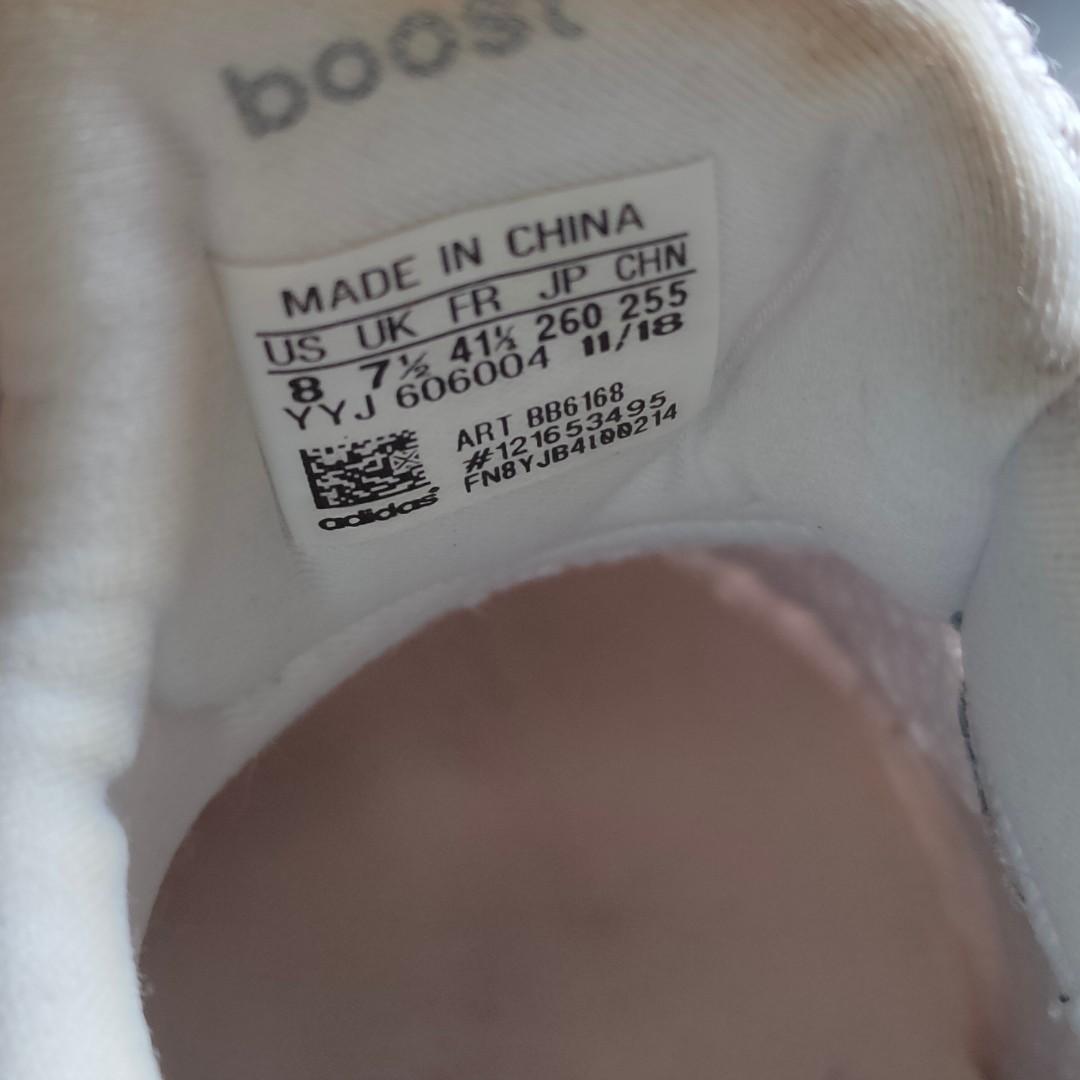 boost
MADE IN CHINA
US UK FR JP CHN
8 7½ 41⅓ 260 255
YYJ 606004 11/18
ART BB6168
#121653495
FN8YJB4I00214
adidas